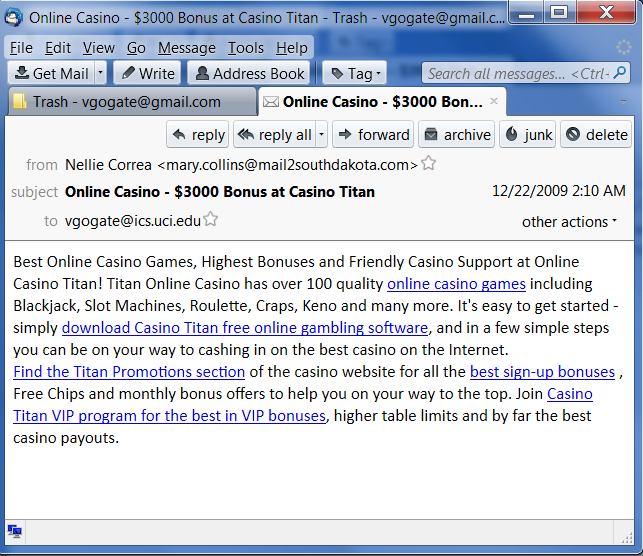 Online Casino - $3000 Bonus at Casino Titan - Trash - vgogate@gmail.c...
File Edit View Go Message Tools Help
Get Mail Write Address Book Tag Search all messages... <Ctrl-
Trash - vgogate@gmail.com Online Casino - $3000 Bon...
reply reply all forward archive junk delete
from Nellie Correa <mary.collins@mail2southdakota.com>
subject Online Casino - $3000 Bonus at Casino Titan 12/22/2009 2:10 AM
to vgogate@ics.uci.edu other actions
Best Online Casino Games, Highest Bonuses and Friendly Casino Support at Online
Casino Titan! Titan Online Casino has over 100 quality online casino games including
Blackjack, Slot Machines, Roulette, Craps, Keno and many more. It's easy to get started -
simply download Casino Titan free online gambling software, and in a few simple steps
you can be on your way to cashing in on the best casino on the Internet.
Find the Titan Promotions section of the casino website for all the best sign-up bonuses ,
Free Chips and monthly bonus offers to help you on your way to the top. Join Casino
Titan VIP program for the best in VIP bonuses, higher table limits and by far the best
casino payouts.